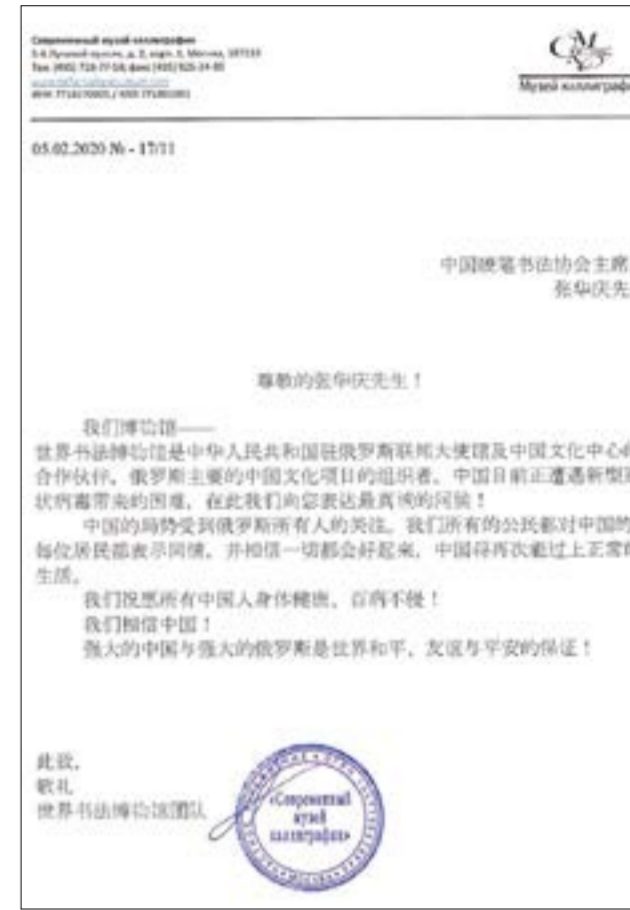 Современный музей каллиграфии
CMK
Музей каллиграф
05.02.2020 № - 17/11
中国硬笔书法协会主席
张华庆先
尊敬的张华庆先生！
我们博物馆——
世界书法博物馆是中华人民共和国驻俄罗斯联邦大使馆及中国文化中心的
合作伙伴，俄罗斯主要的中国文化项目的组织者。中国目前正遭遇新型冠
状病毒带来的困难，在此我们向您表达最真诚的问候！
中国的局势受到俄罗斯所有人的关注。我们所有的公民都对中国的
每位居民都表示同情，并相信一切都会好起来，中国将再次能过上正常的
生活。
我们祝愿所有中国人身体健康，百病不侵！
我们相信中国！
强大的中国与强大的俄罗斯是世界和平、友谊与平安的保证！
此致，
敬礼
世界书法博物馆团队
«Современный
музей
каллиграфии»